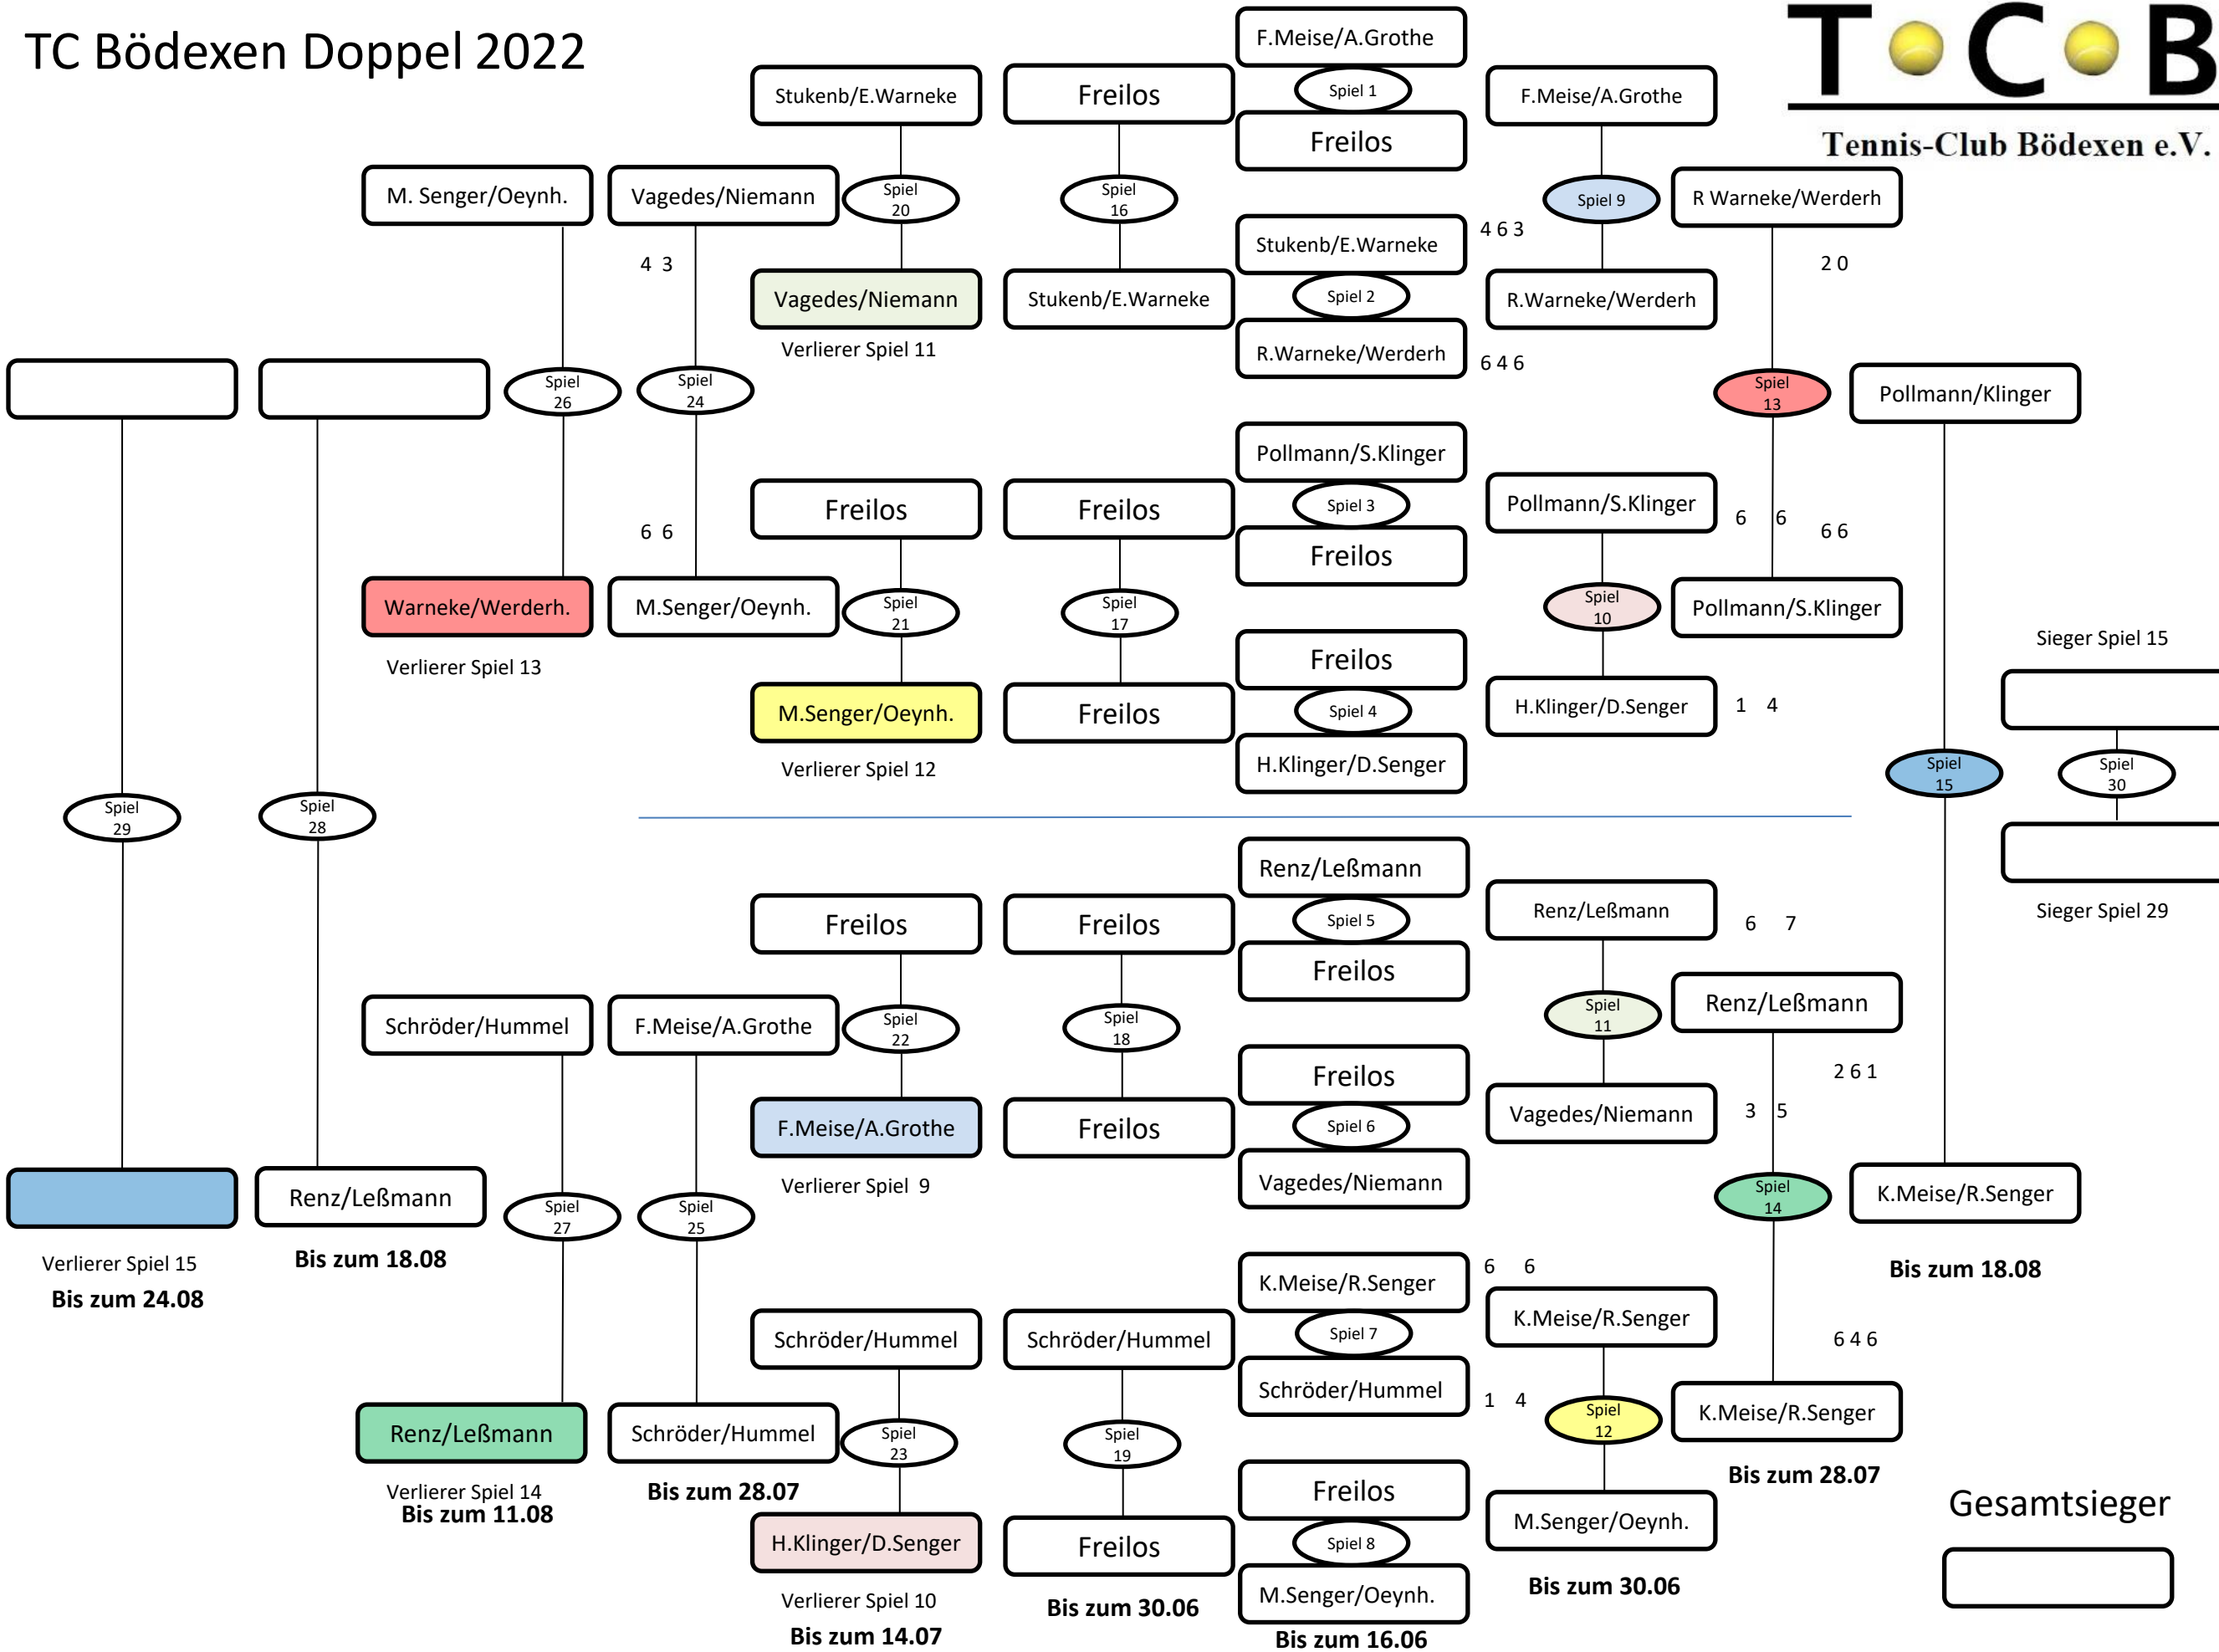 TC Bödexen Doppel 2022
T C B
Tennis-Club Bödexen e.V.
F.Meise/A.Grothe
Stukenb/E.Warneke
Freilos
Spiel 1
F.Meise/A.Grothe
Freilos
M. Senger/Oeynh.
Vagedes/Niemann
Spiel
20
Spiel
16
Spiel 9
R Warneke/Werderh
4 3
Stukenb/E.Warneke
4 6 3
2 0
Vagedes/Niemann
Stukenb/E.Warneke
Spiel 2
R.Warneke/Werderh
Verlierer Spiel 11
R.Warneke/Werderh
6 4 6
Spiel
26
Spiel
24
Spiel
13
Pollmann/Klinger
Pollmann/S.Klinger
6 6
Freilos
Freilos
Spiel 3
Pollmann/S.Klinger
6 6
6 6
Freilos
Warneke/Werderh.
M.Senger/Oeynh.
Spiel
21
Spiel
17
Spiel
10
Pollmann/S.Klinger
Verlierer Spiel 13
Freilos
Sieger Spiel 15
M.Senger/Oeynh.
Freilos
Spiel 4
H.Klinger/D.Senger
1 4
Verlierer Spiel 12
H.Klinger/D.Senger
Spiel
15
Spiel
30
Spiel
29
Spiel
28
Renz/Leßmann
Freilos
Freilos
Spiel 5
Renz/Leßmann
6 7
Sieger Spiel 29
Freilos
Schröder/Hummel
F.Meise/A.Grothe
Spiel
22
Spiel
18
Spiel
11
Renz/Leßmann
Freilos
2 6 1
F.Meise/A.Grothe
Freilos
Spiel 6
Vagedes/Niemann
3 5
Verlierer Spiel 9
Vagedes/Niemann
Renz/Leßmann
Spiel
27
Spiel
25
Spiel
14
K.Meise/R.Senger
Verlierer Spiel 15
Bis zum 24.08
Bis zum 18.08
K.Meise/R.Senger
6 6
Bis zum 18.08
Schröder/Hummel
Schröder/Hummel
Spiel 7
K.Meise/R.Senger
6 4 6
Schröder/Hummel
1 4
Renz/Leßmann
Schröder/Hummel
Spiel
23
Spiel
19
Spiel
12
K.Meise/R.Senger
Verlierer Spiel 14
Bis zum 11.08
Bis zum 28.07
Freilos
Bis zum 28.07
Gesamtsieger
H.Klinger/D.Senger
Freilos
Spiel 8
M.Senger/Oeynh.
Verlierer Spiel 10
Bis zum 14.07
Bis zum 30.06
M.Senger/Oeynh.
Bis zum 16.06
Bis zum 30.06